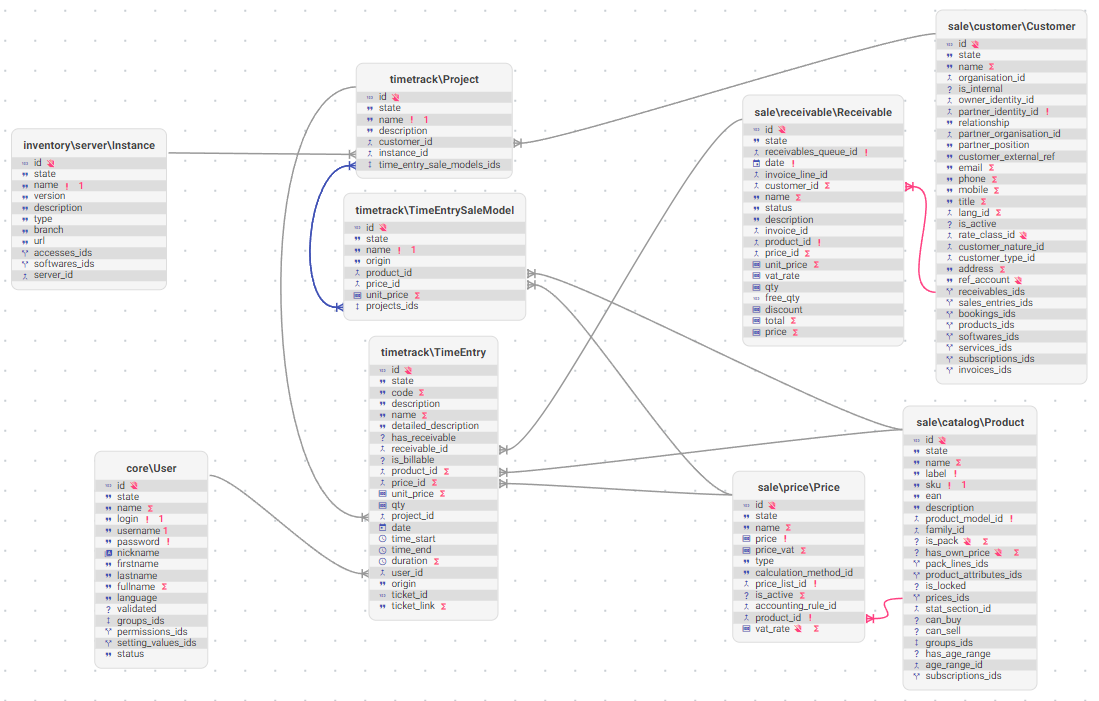 inventory\server\Instance
id
state
name ! 1
version
description
type
branch
url
accesses_ids
softwares_ids
server_id
timetrack\Project
id
state
name ! 1
description
customer_id
instance_id
time_entry_sale_models_ids
timetrack\TimeEntrySaleModel
id
state
name ! 1
origin
product_id
price_id
unit_price Σ
projects_ids
timetrack\TimeEntry
id
state
code Σ
description
name Σ
detailed_description
has_receivable
receivable_id
is_billable
product_id Σ
price_id Σ
unit_price Σ
qty
project_id
date
time_start
time_end
duration Σ
user_id
origin
ticket_id
ticket_link Σ
core\User
id
state
name Σ
login ! 1
username 1
password !
nickname
firstname
lastname
fullname Σ
language
validated
groups_ids
permissions_ids
setting_values_ids
status
sale\receivable\Receivable
id
state
receivables_queue_id !
date !
invoice_line_id
customer_id Σ
name Σ
status
description
invoice_id
product_id !
price_id Σ
unit_price Σ
vat_rate
qty
free_qty
discount
total Σ
price Σ
sale\customer\Customer
id
state
name Σ
organisation_id
is_internal
owner_identity_id
partner_identity_id !
relationship
partner_organisation_id
partner_position
customer_external_ref
email Σ
phone Σ
mobile Σ
title Σ
lang_id Σ
is_active
rate_class_id
customer_nature_id
customer_type_id
address Σ
ref_account
receivables_ids
sales_entries_ids
bookings_ids
products_ids
softwares_ids
services_ids
subscriptions_ids
invoices_ids
sale\price\Price
id
state
name Σ
price !
price_vat Σ
type
calculation_method_id
price_list_id !
is_active Σ
accounting_rule_id
product_id !
vat_rate Σ
sale\catalog\Product
id
state
name Σ
label !
sku ! 1
ean
description
product_model_id !
family_id
is_pack Σ
has_own_price Σ
pack_lines_ids
product_attributes_ids
is_locked
prices_ids
stat_section_id
can_buy
can_sell
groups_ids
has_age_range
age_range_id
subscriptions_ids